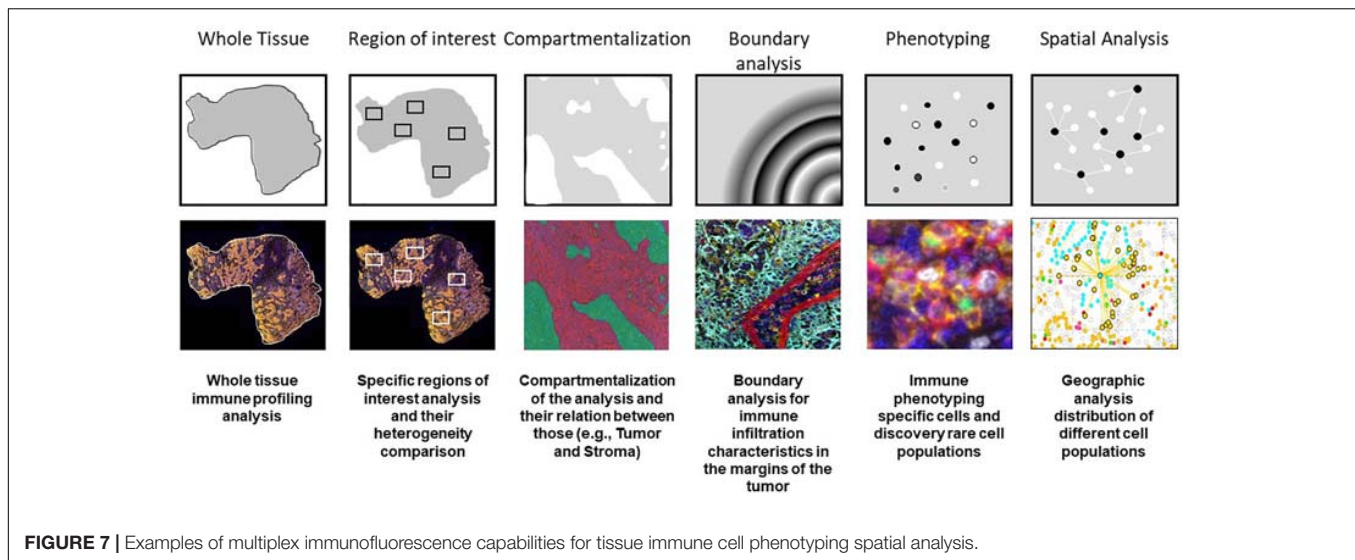 Whole Tissue
Region of interest
Compartmentalization
Boundary
analysis
Phenotyping
Spatial Analysis
Whole tissue
immune profiling
analysis
Specific regions of
interest analysis
and their
heterogeneity
comparison
Compartmentalization
of the analysis and
their relation between
those (e.g., Tumor
and Stroma)
Boundary
analysis for
immune
infiltration
characteristics in
the margins of the
tumor
Immune
phenotyping
specific cells and
discovery rare cell
populations
Geographic
analysis
distribution of
different cell
populations
FIGURE 7 | Examples of multiplex immunofluorescence capabilities for tissue immune cell phenotyping spatial analysis.